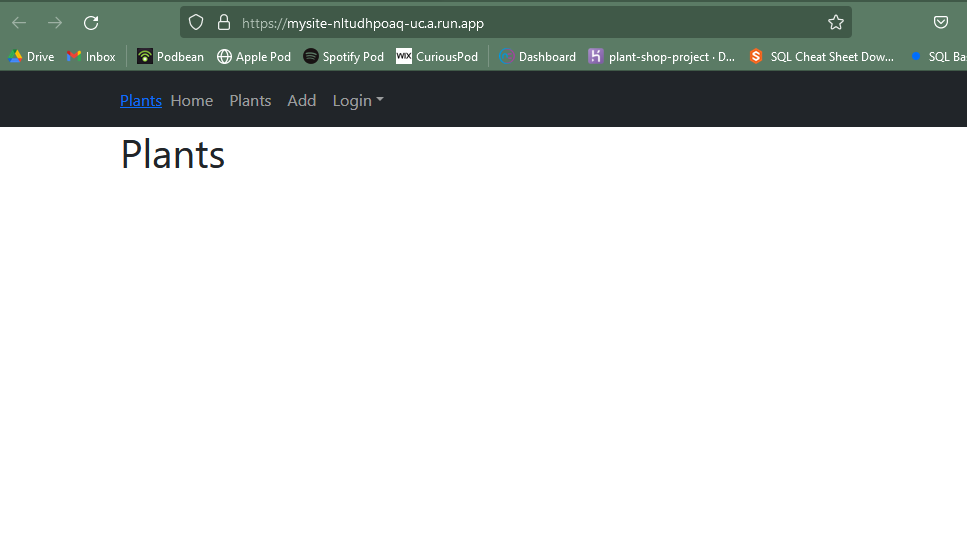 https://mysite-nltudhpoaq-uc.a.run.app
Drive Inbox Podbean Apple Pod Spotify Pod WiX CuriousPod Dashboard plant-shop-project · D... SQL Cheat Sheet Dow... SQL Ba
Plants Home Plants Add Login
Plants